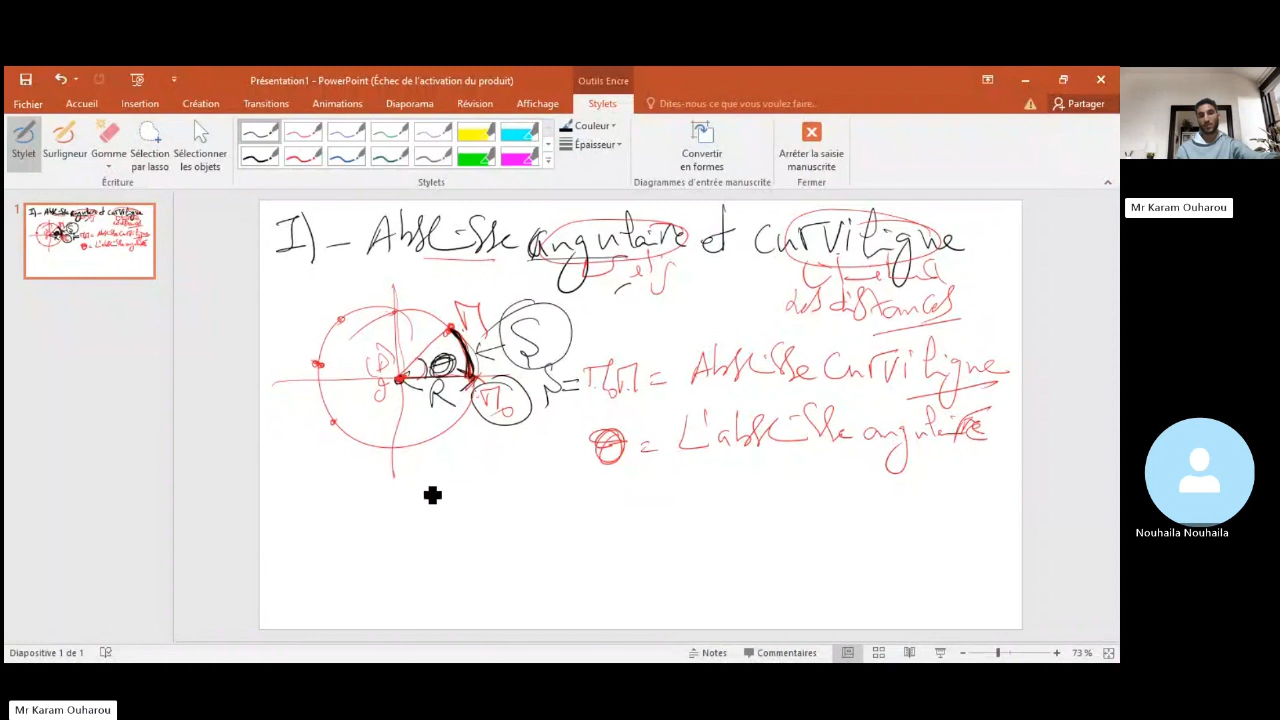 Présentation1 - PowerPoint (Échec de l'activation du produit)
Outils Encre
Fichier Accueil Insertion Création Transitions Animations Diaporama Révision Affichage Stylets Dites-nous ce que vous voulez faire... Partager
Stylet Surligneur Gomme Sélection par lasso Sélectionner les objets
Couleur
Épaisseur
Convertir en formes
Arrêter la saisie manuscrite
Écriture Stylets Diagrammes d'entrée manuscrite Fermer
Mr Karam Ouharou
1
I) - Abscisse angulaire et curviligne
des distances
M
S
θ
R
M0
S = M0M = Abscisse curviligne
θ = L'abscisse angulaire
Nouhaila Nouhaila
Diapositive 1 de 1 Notes Commentaires 73 %
Mr Karam Ouharou